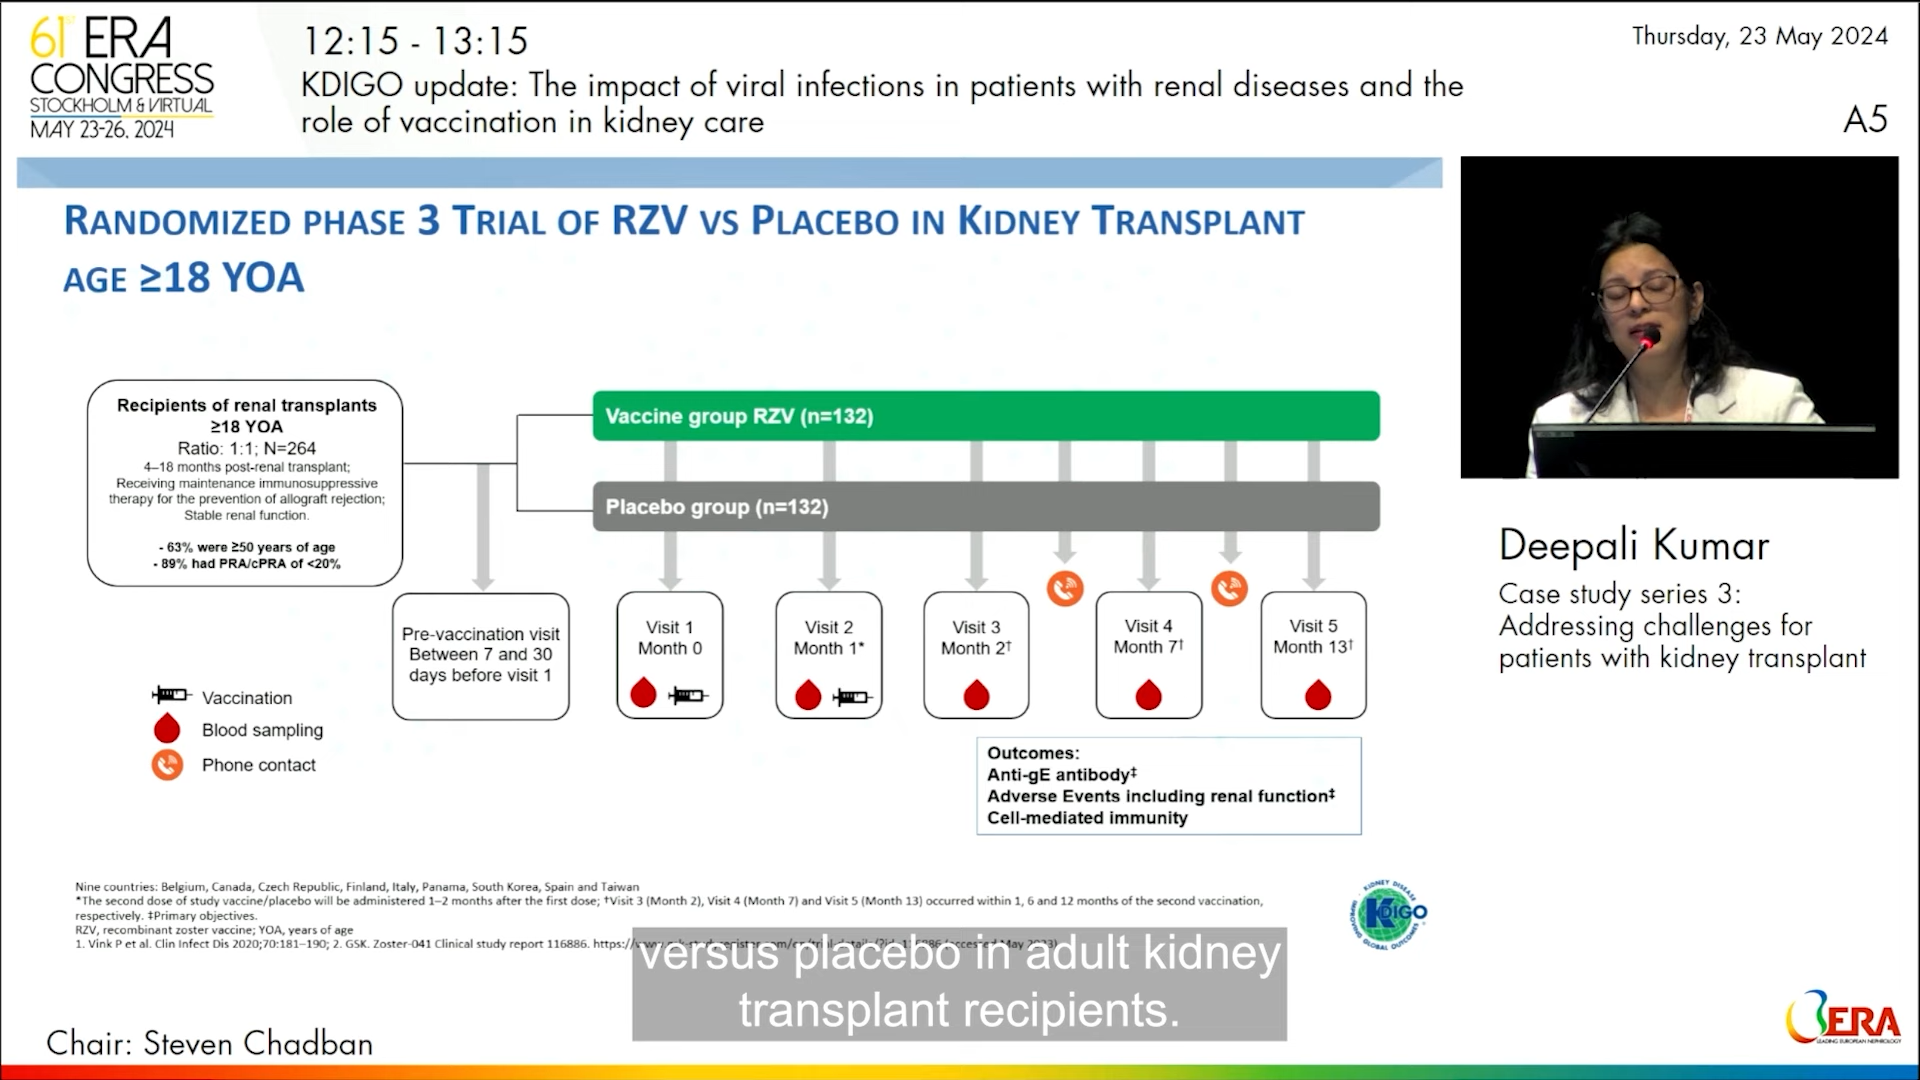 61ST ERA
CONGRESS
STOCKHOLM & VIRTUAL
MAY 23-26, 2024
12:15 - 13:15
KDIGO update: The impact of viral infections in patients with renal diseases and the
role of vaccination in kidney care
Thursday, 23 May 2024
A5
RANDOMIZED PHASE 3 TRIAL OF RZV VS PLACEBO IN KIDNEY TRANSPLANT
AGE ≥18 YOA
Recipients of renal transplants
≥18 YOA
Ratio: 1:1; N=264
4–18 months post-renal transplant;
Receiving maintenance immunosuppressive
therapy for the prevention of allograft rejection;
Stable renal function.
- 63% were ≥50 years of age
- 89% had PRA/cPRA of <20%
Vaccine group RZV (n=132)
Placebo group (n=132)
Pre-vaccination visit
Between 7 and 30
days before visit 1
Visit 1
Month 0
Visit 2
Month 1*
Visit 3
Month 2†
Visit 4
Month 7†
Visit 5
Month 13†
Vaccination
Blood sampling
Phone contact
Outcomes:
Anti-gE antibody‡
Adverse Events including renal function‡
Cell-mediated immunity
Nine countries: Belgium, Canada, Czech Republic, Finland, Italy, Panama, South Korea, Spain and Taiwan
*The second dose of study vaccine/placebo will be administered 1–2 months after the first dose; †Visit 3 (Month 2), Visit 4 (Month 7) and Visit 5 (Month 13) occurred within 1, 6 and 12 months of the second vaccination,
respectively. ‡Primary objectives.
RZV, recombinant zoster vaccine; YOA, years of age
1. Vink P et al. Clin Infect Dis 2020;70:181–190; 2. GSK. Zoster-041 Clinical study report 116886. https://
versus placebo in adult kidney
transplant recipients.
KIDNEY DISEASE
KDIGO
IMPROVING GLOBAL OUTCOMES
Deepali Kumar
Case study series 3:
Addressing challenges for
patients with kidney transplant
Chair: Steven Chadban
ERA
LEADING EUROPEAN NEPHROLOGY